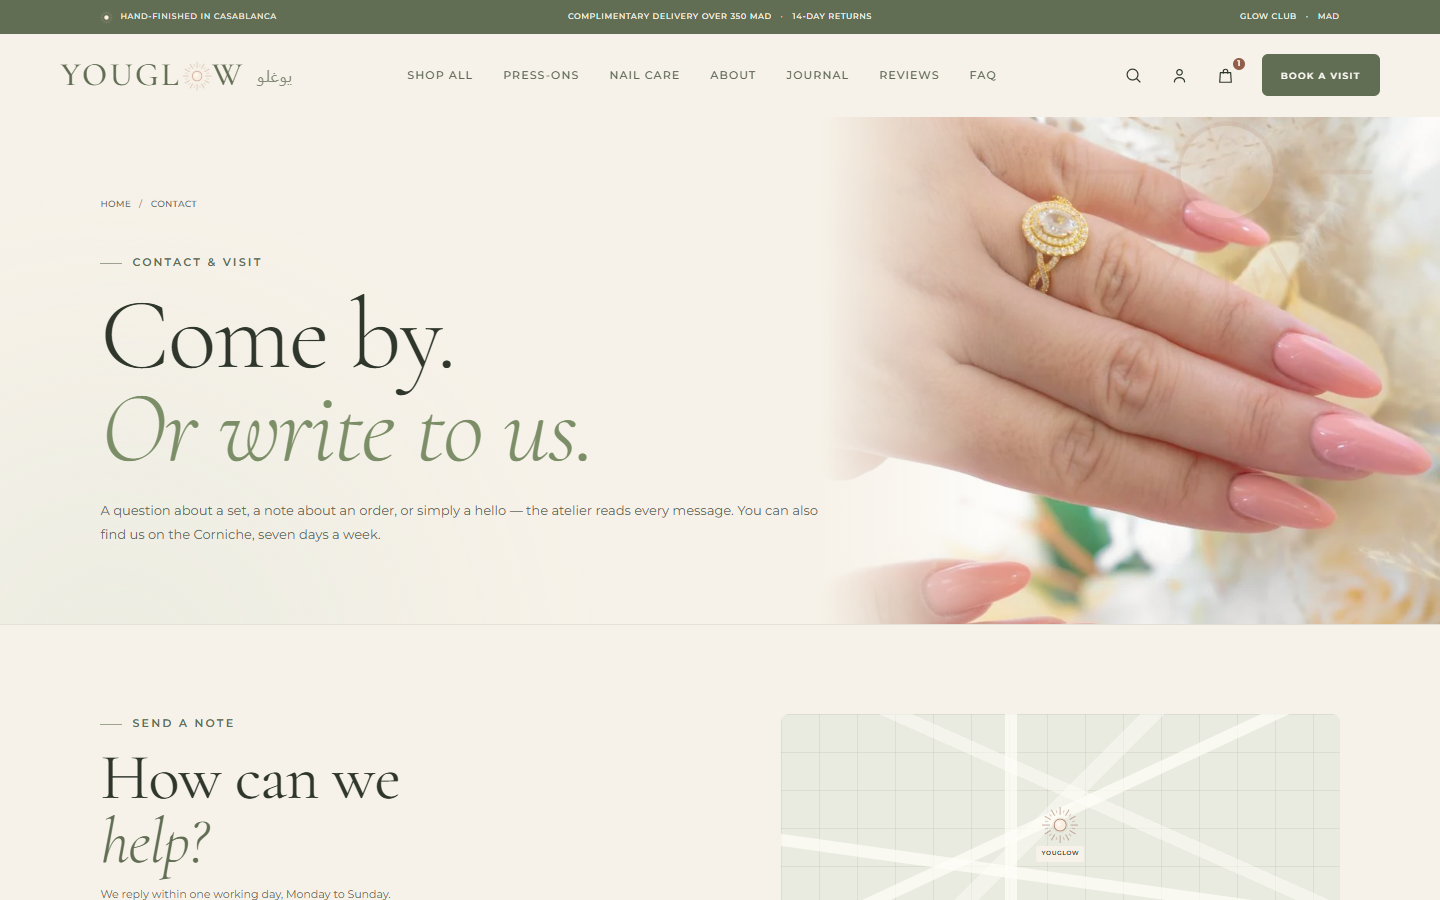 HAND-FINISHED IN CASABLANCA
COMPLIMENTARY DELIVERY OVER 350 MAD · 14-DAY RETURNS
GLOW CLUB · MAD
YOUGLOW يوغلو
SHOP ALL
PRESS-ONS
NAIL CARE
ABOUT
JOURNAL
REVIEWS
FAQ
1
BOOK A VISIT
HOME / CONTACT
CONTACT & VISIT
Come by.
Or write to us.
A question about a set, a note about an order, or simply a hello — the atelier reads every message. You can also
find us on the Corniche, seven days a week.
SEND A NOTE
How can we
help?
We reply within one working day, Monday to Sunday.
YOUGLOW